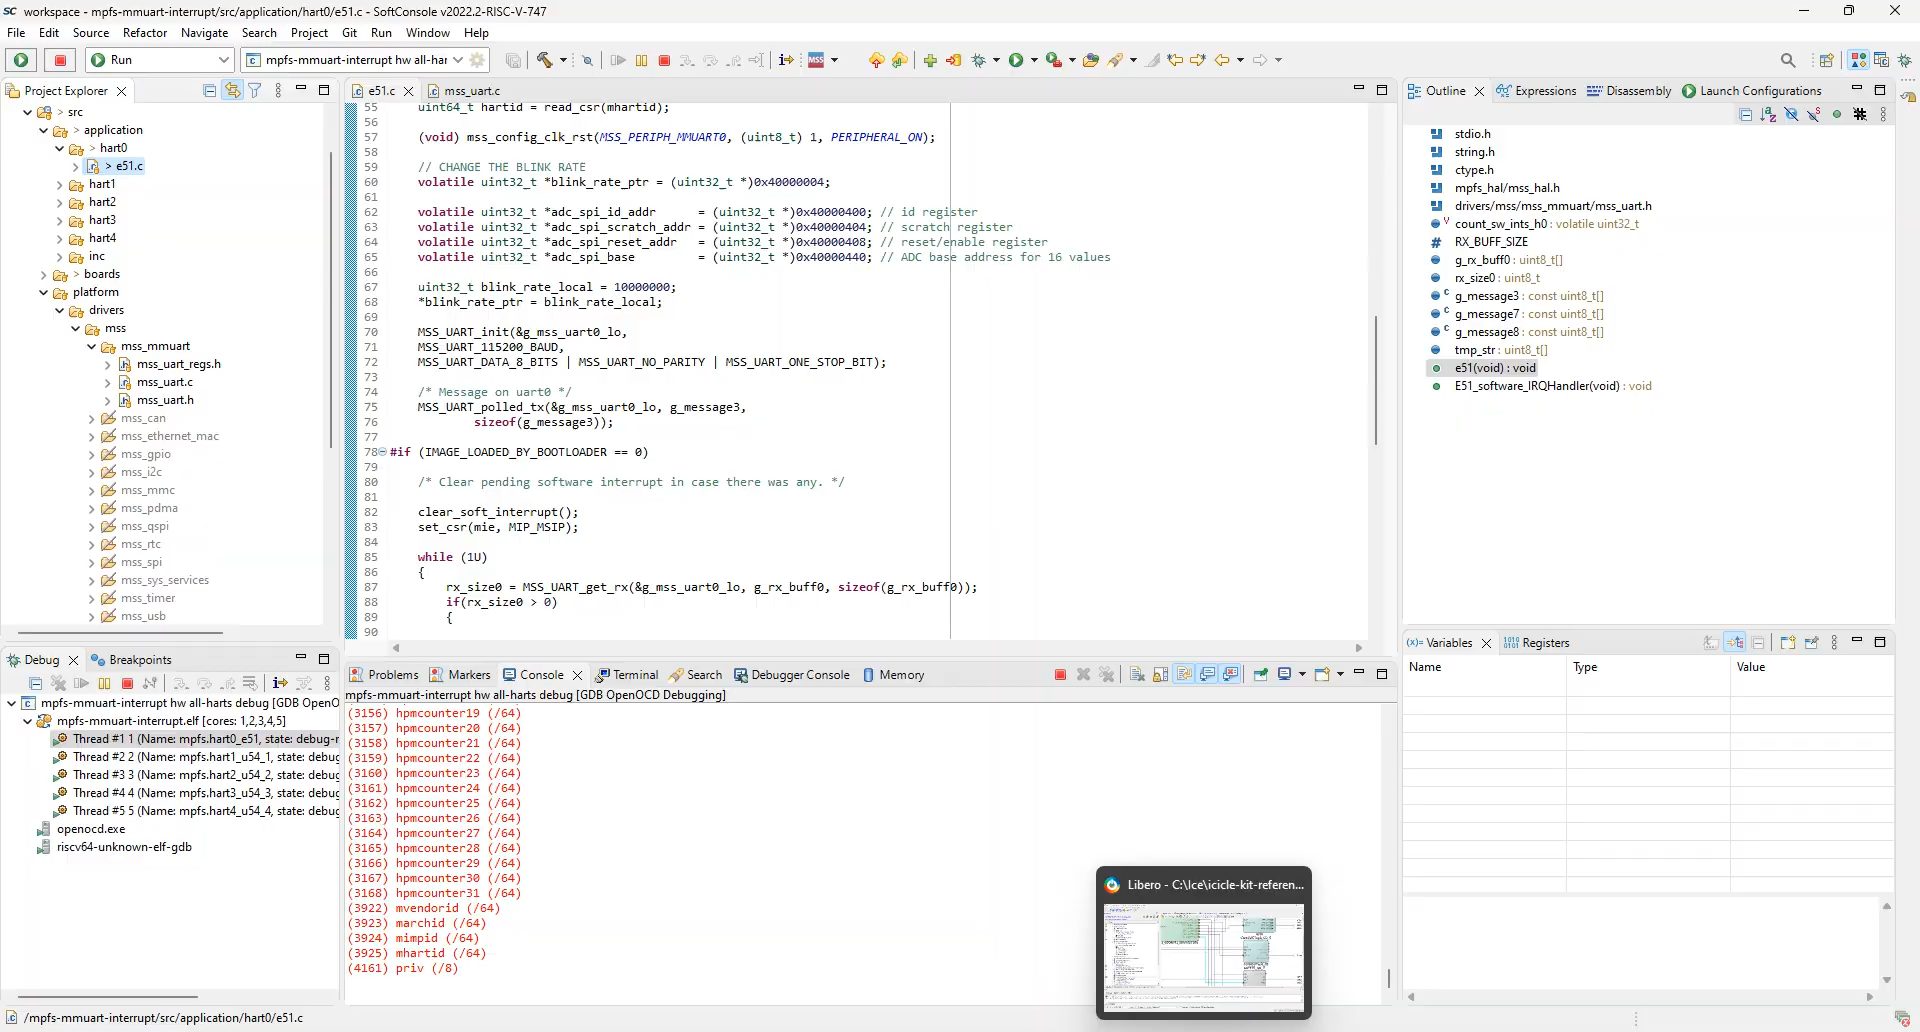 workspace - mpfs-mmuart-interrupt/src/application/hart0/e51.c - SoftConsole v2022.2-RISC-V-747
File Edit Source Refactor Navigate Search Project Git Run Window Help
Run
mpfs-mmuart-interrupt hw all-har
Project Explorer
> src
> application
> hart0
> e51.c
hart1
hart2
hart3
hart4
inc
> boards
platform
drivers
mss
mss_mmuart
mss_uart_regs.h
mss_uart.c
mss_uart.h
mss_can
mss_ethernet_mac
mss_gpio
mss_i2c
mss_mmc
mss_pdma
mss_qspi
mss_rtc
mss_spi
mss_sys_services
mss_timer
mss_usb
e51.c mss_uart.c
55 uint64_t hartid = read_csr(mhartid);
56
57 (void) mss_config_clk_rst(MSS_PERIPH_MMUART0, (uint8_t) 1, PERIPHERAL_ON);
58
59 // CHANGE THE BLINK RATE
60 volatile uint32_t *blink_rate_ptr = (uint32_t *)0x40000004;
61
62 volatile uint32_t *adc_spi_id_addr = (uint32_t *)0x40000400; // id register
63 volatile uint32_t *adc_spi_scratch_addr = (uint32_t *)0x40000404; // scratch register
64 volatile uint32_t *adc_spi_reset_addr = (uint32_t *)0x40000408; // reset/enable register
65 volatile uint32_t *adc_spi_base = (uint32_t *)0x40000440; // ADC base address for 16 values
66
67 uint32_t blink_rate_local = 10000000;
68 *blink_rate_ptr = blink_rate_local;
69
70 MSS_UART_init(&g_mss_uart0_lo,
71 MSS_UART_115200_BAUD,
72 MSS_UART_DATA_8_BITS | MSS_UART_NO_PARITY | MSS_UART_ONE_STOP_BIT);
73
74 /* Message on uart0 */
75 MSS_UART_polled_tx(&g_mss_uart0_lo, g_message3,
76 sizeof(g_message3));
77
78 #if (IMAGE_LOADED_BY_BOOTLOADER == 0)
79
80 /* Clear pending software interrupt in case there was any. */
81
82 clear_soft_interrupt();
83 set_csr(mie, MIP_MSIP);
84
85 while (1U)
86 {
87 rx_size0 = MSS_UART_get_rx(&g_mss_uart0_lo, g_rx_buff0, sizeof(g_rx_buff0));
88 if(rx_size0 > 0)
89 {
90
Outline Expressions Disassembly Launch Configurations
stdio.h
string.h
ctype.h
mpfs_hal/mss_hal.h
drivers/mss/mss_mmuart/mss_uart.h
count_sw_ints_h0 : volatile uint32_t
RX_BUFF_SIZE
g_rx_buff0 : uint8_t[]
rx_size0 : uint8_t
g_message3 : const uint8_t[]
g_message7 : const uint8_t[]
g_message8 : const uint8_t[]
tmp_str : uint8_t[]
e51(void) : void
E51_software_IRQHandler(void) : void
Debug Breakpoints
mpfs-mmuart-interrupt hw all-harts debug [GDB OpenO
mpfs-mmuart-interrupt.elf [cores: 1,2,3,4,5]
Thread #1 1 (Name: mpfs.hart0_e51, state: debug-r
Thread #2 2 (Name: mpfs.hart1_u54_1, state: debug
Thread #3 3 (Name: mpfs.hart2_u54_2, state: debug
Thread #4 4 (Name: mpfs.hart3_u54_3, state: debug
Thread #5 5 (Name: mpfs.hart4_u54_4, state: debug
openocd.exe
riscv64-unknown-elf-gdb
Problems Markers Console Terminal Search Debugger Console Memory
mpfs-mmuart-interrupt hw all-harts debug [GDB OpenOCD Debugging]
(3156) hpmcounter19 (/64)
(3157) hpmcounter20 (/64)
(3158) hpmcounter21 (/64)
(3159) hpmcounter22 (/64)
(3160) hpmcounter23 (/64)
(3161) hpmcounter24 (/64)
(3162) hpmcounter25 (/64)
(3163) hpmcounter26 (/64)
(3164) hpmcounter27 (/64)
(3165) hpmcounter28 (/64)
(3166) hpmcounter29 (/64)
(3167) hpmcounter30 (/64)
(3168) hpmcounter31 (/64)
(3922) mvendorid (/64)
(3923) marchid (/64)
(3924) mimpid (/64)
(3925) mhartid (/64)
(4161) priv (/8)
Libero - C:\Ice\icicle-kit-referen...
(x)= Variables Registers
Name Type Value
/mpfs-mmuart-interrupt/src/application/hart0/e51.c